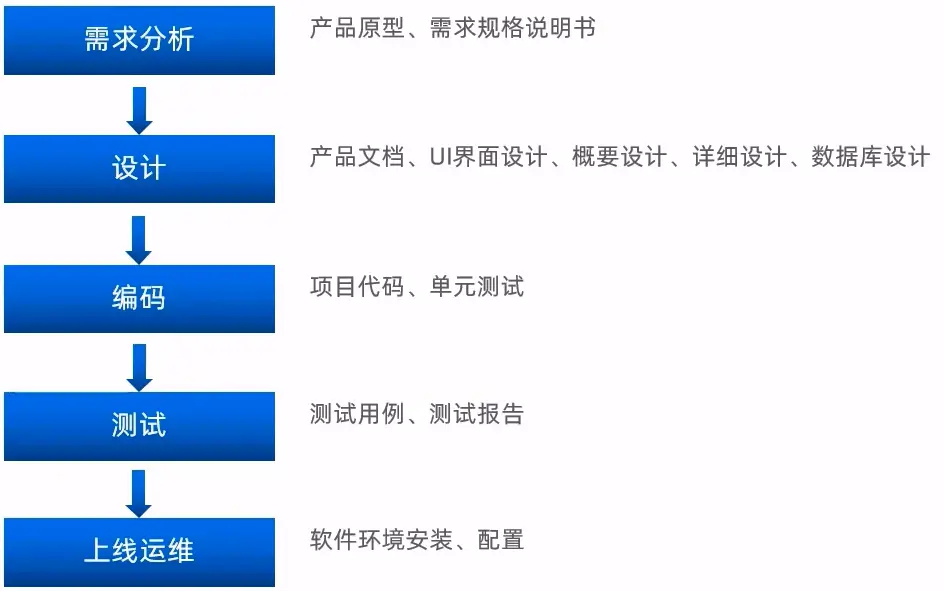 需求分析
产品原型、需求规格说明书
设计
产品文档、UI界面设计、概要设计、详细设计、数据库设计
编码
项目代码、单元测试
测试
测试用例、测试报告
上线运维
软件环境安装、配置